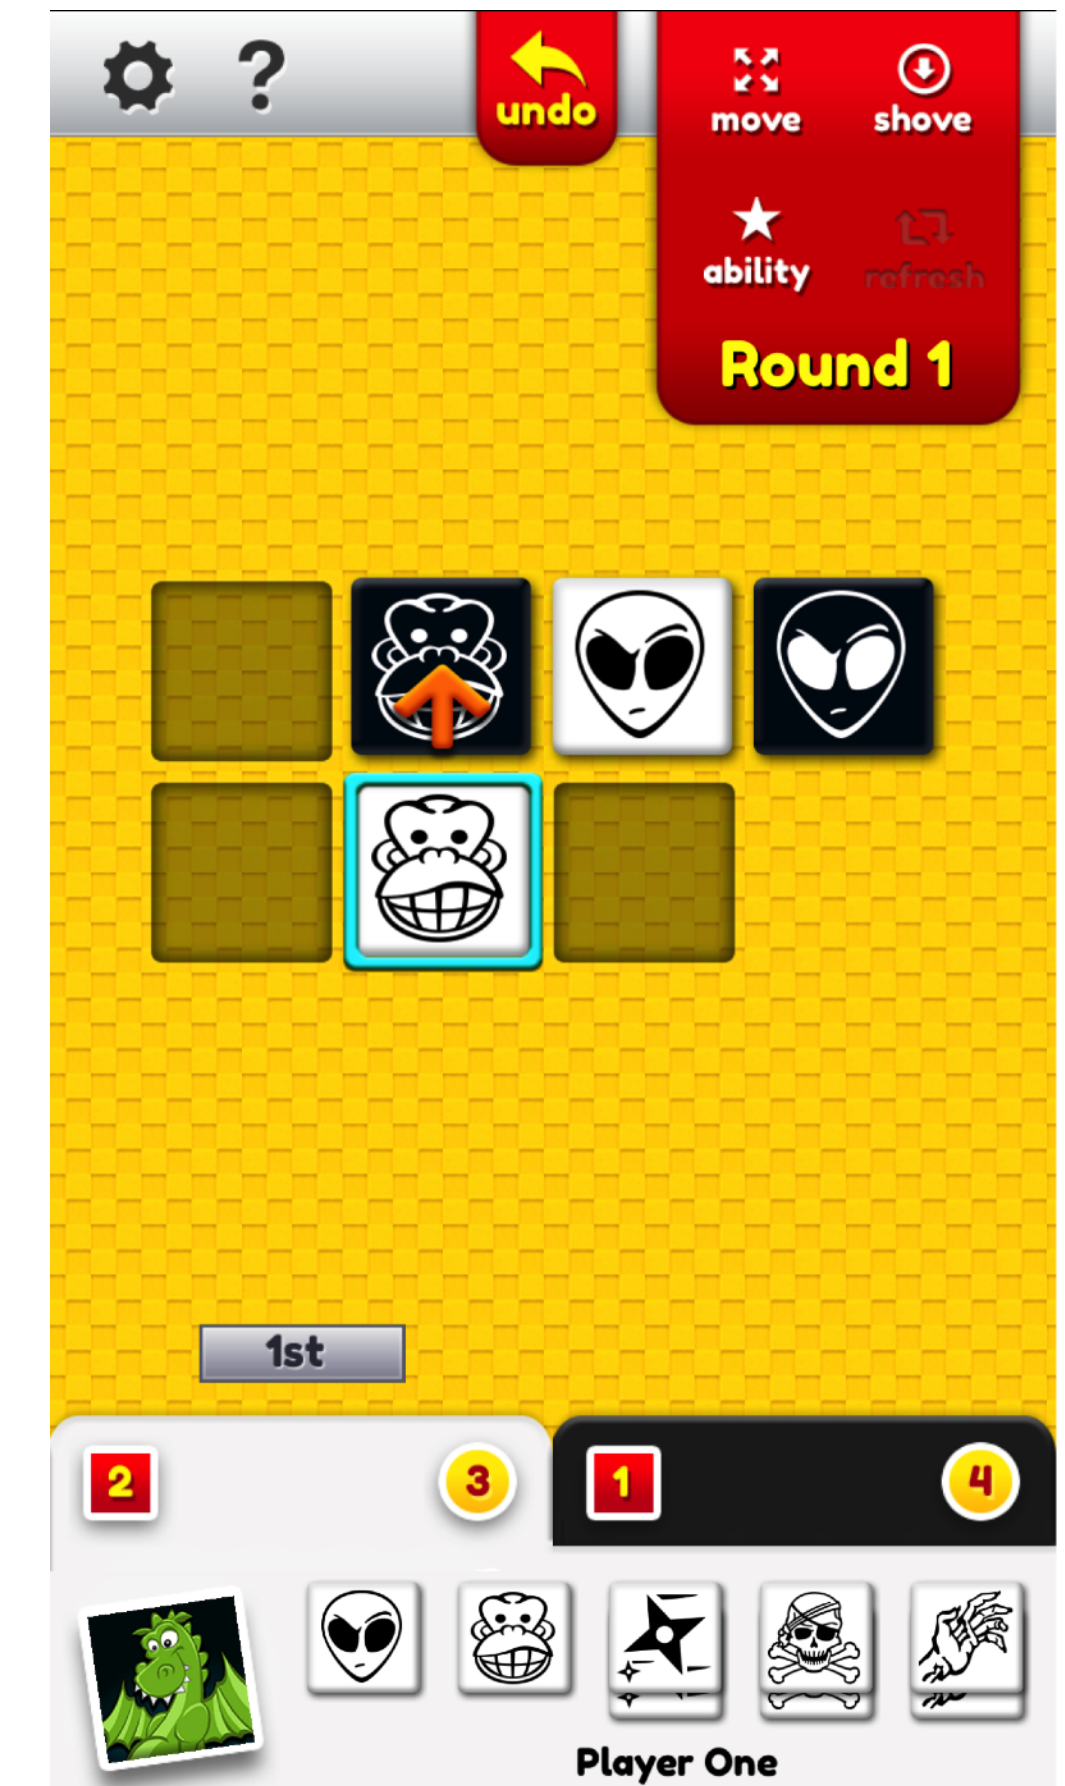 ?
undo
move
shove
ability
refresh
Round 1
1st
2
3
1
4
Player One